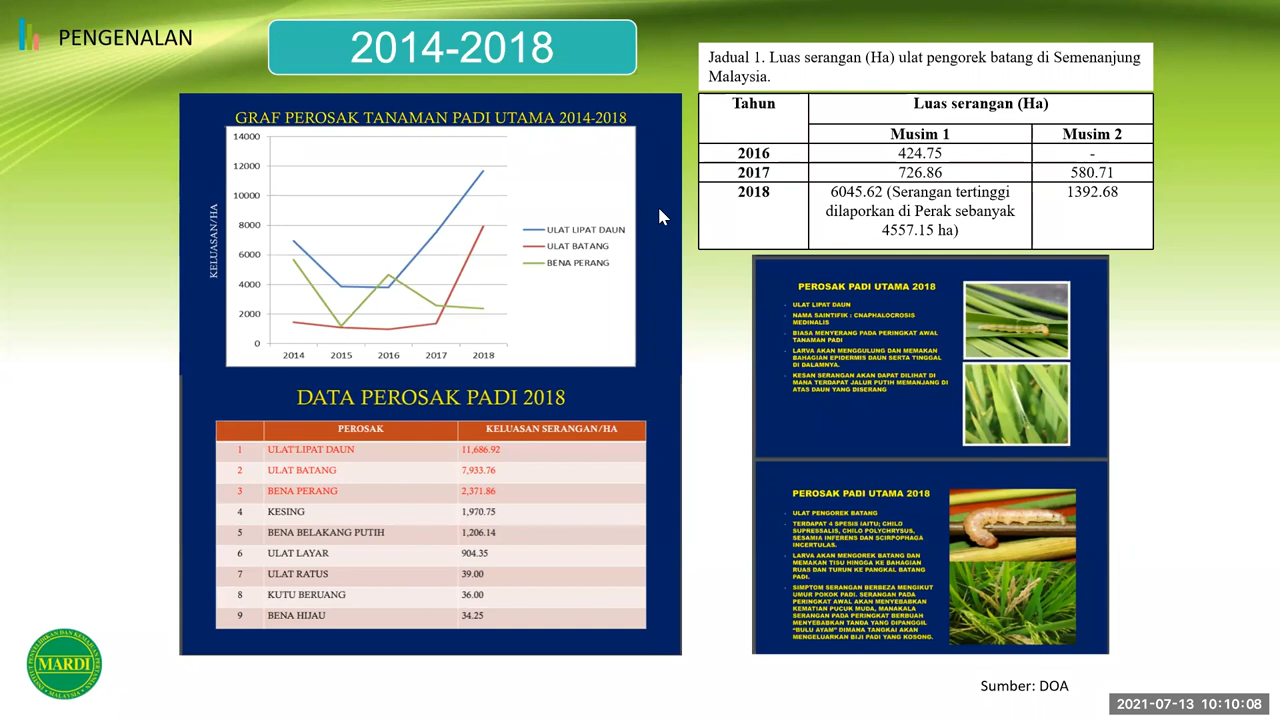 PENGENALAN
2014-2018
GRAF PEROSAK TANAMAN PADI UTAMA 2014-2018
KELUASAN/HA
14000
12000
10000
8000
6000
4000
2000
0
2014 2015 2016 2017 2018
ULAT LIPAT DAUN
ULAT BATANG
BENA PERANG
DATA PEROSAK PADI 2018
PEROSAK KELUASAN SERANGAN/HA
1 ULAT LIPAT DAUN 11,686.92
2 ULAT BATANG 7,933.76
3 BENA PERANG 2,371.86
4 KESING 1,970.75
5 BENA BELAKANG PUTIH 1,206.14
6 ULAT LAYAR 904.35
7 ULAT RATUS 39.00
8 KUTU BERUANG 36.00
9 BENA HIJAU 34.25
Jadual 1. Luas serangan (Ha) ulat pengorek batang di Semenanjung
Malaysia.
Tahun Luas serangan (Ha)
Musim 1 Musim 2
2016 424.75 -
2017 726.86 580.71
2018 6045.62 (Serangan tertinggi 1392.68
dilaporkan di Perak sebanyak
4557.15 ha)
PEROSAK PADI UTAMA 2018
- ULAT LIPAT DAUN
- NAMA SAINTIFIK : CNAPHALOCROSIS
MEDINALIS
- BIASA MENYERANG PADA PERINGKAT AWAL
TANAMAN PADI
- LARVA AKAN MENGGULUNG DAN MEMAKAN
BAHAGIAN EPIDERMIS DAUN SERTA TINGGAL
DI DALAMNYA.
- KESAN SERANGAN AKAN DAPAT DILIHAT DI
MANA TERDAPAT JALUR PUTIH MEMANJANG DI
ATAS DAUN YANG DISERANG
PEROSAK PADI UTAMA 2018
- ULAT PENGOREK BATANG
- TERDAPAT 4 SPESIS IAITU; CHILO
SUPRESSALIS, CHILO POLYCHRYSUS,
SESAMIA INFERENS DAN SCIRPOPHAGA
INCERTULAS.
- LARVA AKAN MENGOREK BATANG DAN
MEMAKAN TISU HINGGA KE BAHAGIAN
RUAS DAN TURUN KE PANGKAL BATANG
PADI.
- SIMPTOM SERANGAN BERBEZA MENGIKUT
UMUR POKOK PADI. SERANGAN PADA
PERINGKAT AWAL AKAN MENYEBABKAN
KEMATIAN PUCUK MUDA, MANAKALA
SERANGAN PADA PERINGKAT BERBUAH
MENYEBABKAN TANDA YANG DIPANGGIL
"BULU AYAM" DIMANA TANGKAI AKAN
MENGELUARKAN BIJI PADI YANG KOSONG.
INSTITUT PENYELIDIKAN DAN KEMAJUAN PERTANIAN
MARDI
MALAYSIA
Sumber: DOA
2021-07-13 10:10:08